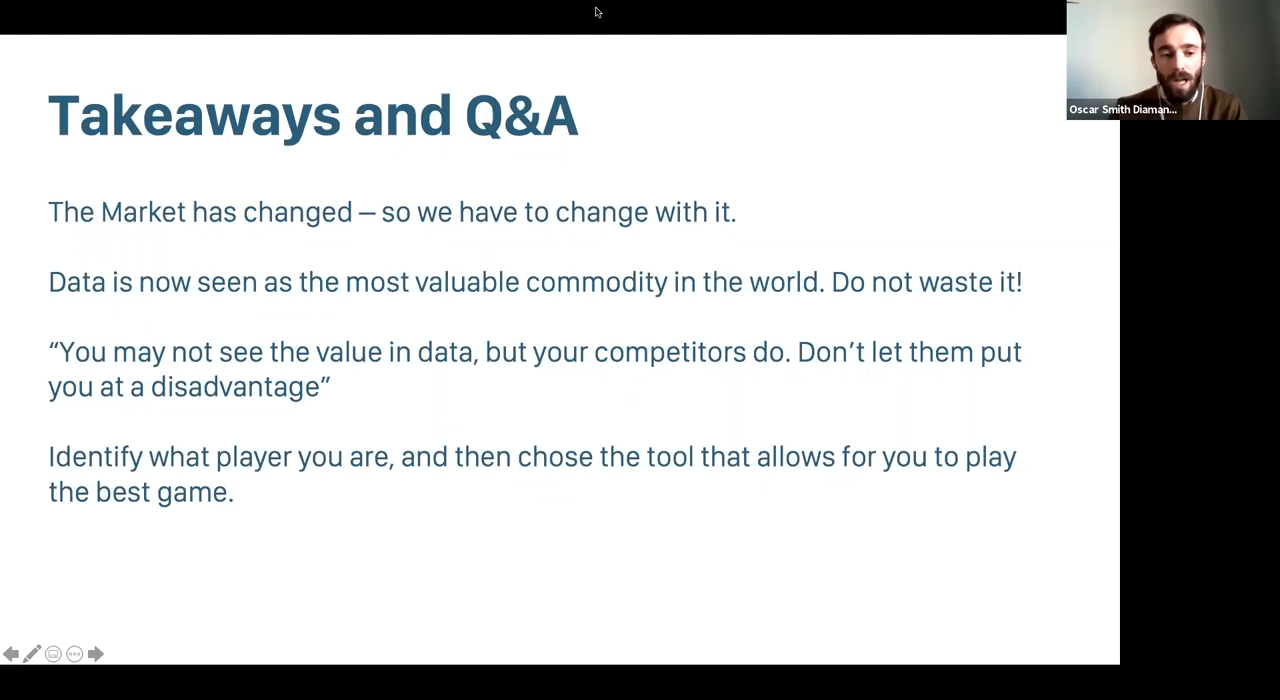 Takeaways and Q&A
The Market has changed – so we have to change with it.
Data is now seen as the most valuable commodity in the world. Do not waste it!
“You may not see the value in data, but your competitors do. Don’t let them put
you at a disadvantage”
Identify what player you are, and then chose the tool that allows for you to play
the best game.
Oscar Smith Diaman...